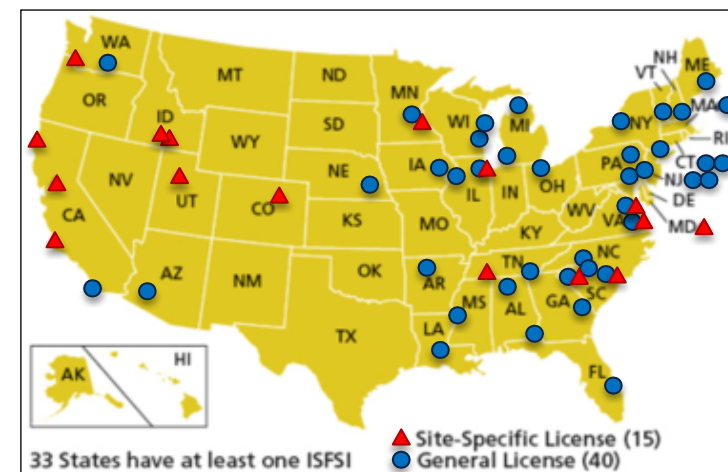 WA
MT
ND
MN
VT
NH
ME
OR
ID
WY
SD
WI
MI
NY
MA
RI
CT
NV
UT
CO
NE
IA
IL
IN
OH
PA
NJ
DE
MD
CA
KS
MO
KY
WV
VA
AZ
NM
OK
AR
TN
NC
SC
TX
LA
MS
AL
GA
FL
AK
HI
Site-Specific License (15)
33 States have at least one ISFSI
General License (40)